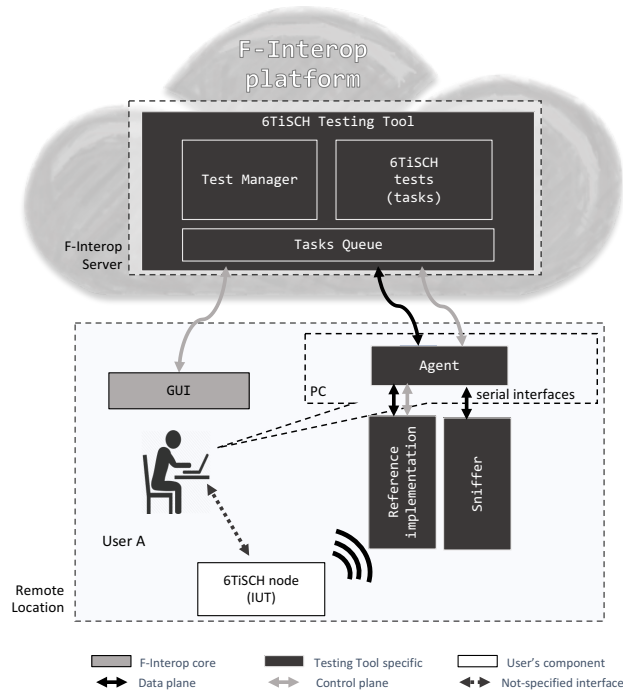 F-Interop
platform
6TiSCH Testing Tool
Test Manager
6TiSCH
tests
(tasks)
Tasks Queue
F-Interop
Server
Agent
PC
serial interfaces
GUI
Reference
implementation
Sniffer
User A
6TiSCH node
(IUT)
Remote
Location
F-Interop core
Testing Tool specific
User's component
Data plane
Control plane
Not-specified interface